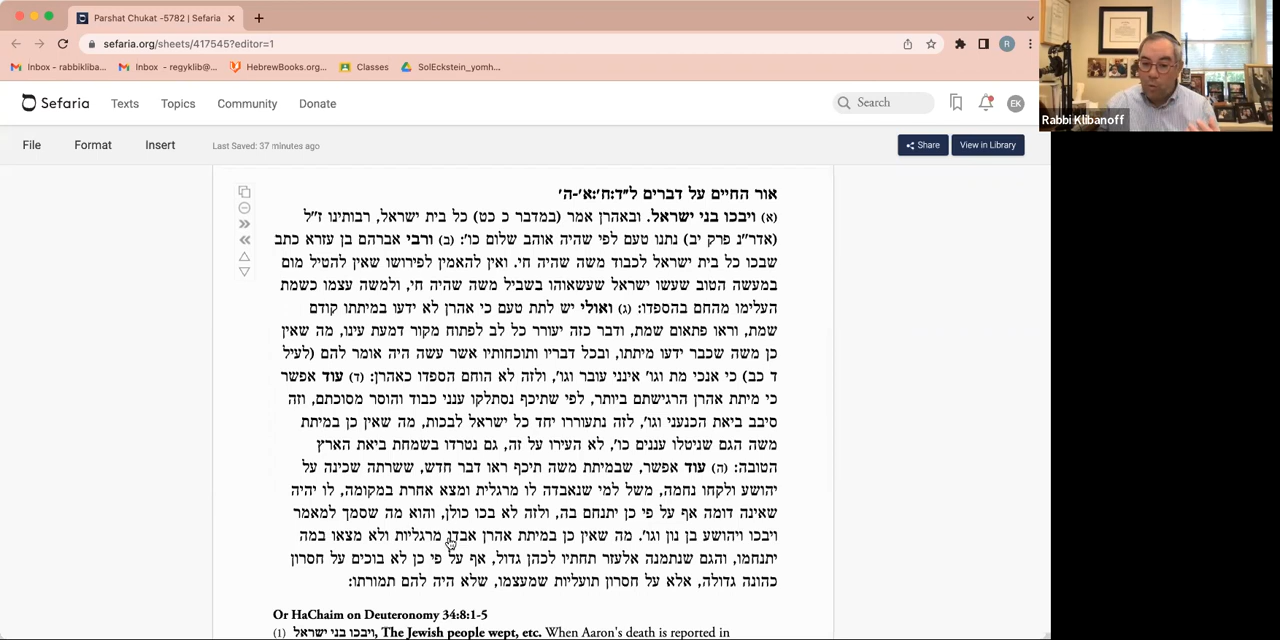 Parshat Chukat -5782 | Sefaria
sefaria.org/sheets/417545?editor=1
Inbox - rabbikliba...
Inbox - regyklib@...
HebrewBooks.org...
Classes
SolEckstein_yomh...
Rabbi Klibanoff
Sefaria
Texts
Topics
Community
Donate
Search
EK
File
Format
Insert
Last Saved: 37 minutes ago
Share
View in Library
אור החיים על דברים ל״ד:ח׳:א׳-ה׳
(א) ויבכו בני ישראל. ובאהרן אמר (במדבר כ כט) כל בית ישראל, רבותינו ז"ל
(אדר"נ פרק יב) נתנו טעם לפי שהיה אוהב שלום כו': (ב) ורבי אברהם בן עזרא כתב
שבכו כל בית ישראל לכבוד משה שהיה חי. ואין להאמין לפירושו שאין להטיל מום
במעשה הטוב שעשו ישראל שעשאוהו בשביל משה שהיה חי, ולמשה עצמו כשמת
העלימו מהחם בהספדו: (ג) ואולי יש לתת טעם כי אהרן לא ידעו במיתתו קודם
שמת, וראו פתאום שמת, ודבר כזה יעורר כל לב לפתוח מקור דמעת עינו, מה שאין
כן משה שכבר ידעו מיתתו, ובכל דבריו ותוכחותיו אשר עשה היה אומר להם (לעיל
ד כב) כי אנכי מת וגו' אינני עובר וגו', ולזה לא הוחם הספדו כאהרן: (ד) עוד אפשר
כי מיתת אהרן הרגישתם ביותר, לפי שתיכף נסתלקו ענני כבוד והוסר מסוכתם, וזה
סיבב ביאת הכנעני וגו', לזה נתעוררו יחד כל ישראל לבכות, מה שאין כן במיתת
משה הגם שניטלו עננים כו', לא העירו על זה, גם נטרדו בשמחת ביאת הארץ
הטובה: (ה) עוד אפשר, שבמיתת משה תיכף ראו דבר חדש, ששרתה שכינה על
יהושע ולקחו נחמה, משל למי שנאבדה לו מרגלית ומצא אחרת במקומה, לו יהיה
שאינה דומה אף על פי כן יתנחם בה, ולזה לא בכו כולן, והוא מה שסמך למאמר
ויבכו ויהושע בן נון וגו'. מה שאין כן במיתת אהרן אבדו מרגליות ולא מצאו במה
יתנחמו, והגם שנתמנה אלעזר תחתיו לכהן גדול, אף על פי כן לא בוכים על חסרון
כהונה גדולה, אלא על חסרון תועליות שמעצמו, שלא היה להם תמורתו:
Or HaChaim on Deuteronomy 34:8:1-5
(1) ויבכו בני ישראל, The Jewish people wept, etc. When Aaron's death is reported in